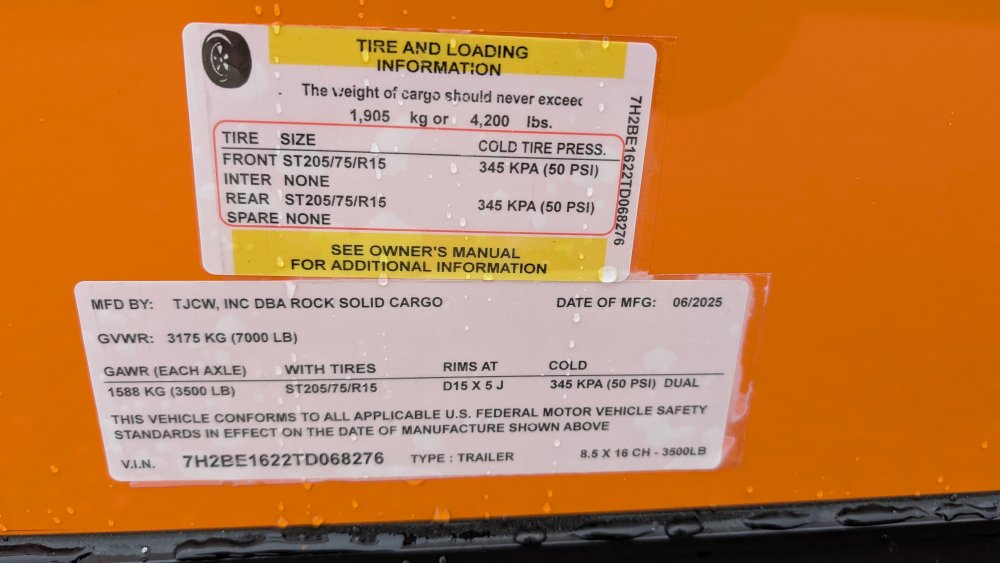 TIRE AND LOADING
INFORMATION
The weight of cargo should never exceed
1,905 kg or 4,200 lbs.
TIRE SIZE COLD TIRE PRESS.
FRONT ST205/75/R15 345 KPA (50 PSI)
INTER NONE
REAR ST205/75/R15 345 KPA (50 PSI)
SPARE NONE
SEE OWNER'S MANUAL
FOR ADDITIONAL INFORMATION
7H2BE1622TD068276
MFD BY: TJCW, INC DBA ROCK SOLID CARGO DATE OF MFG: 06/2025
GVWR: 3175 KG (7000 LB)
GAWR (EACH AXLE) WITH TIRES RIMS AT COLD
1588 KG (3500 LB) ST205/75/R15 D15 X 5 J 345 KPA (50 PSI) DUAL
THIS VEHICLE CONFORMS TO ALL APPLICABLE U.S. FEDERAL MOTOR VEHICLE SAFETY
STANDARDS IN EFFECT ON THE DATE OF MANUFACTURE SHOWN ABOVE
V.I.N. 7H2BE1622TD068276 TYPE : TRAILER 8.5 X 16 CH - 3500LB